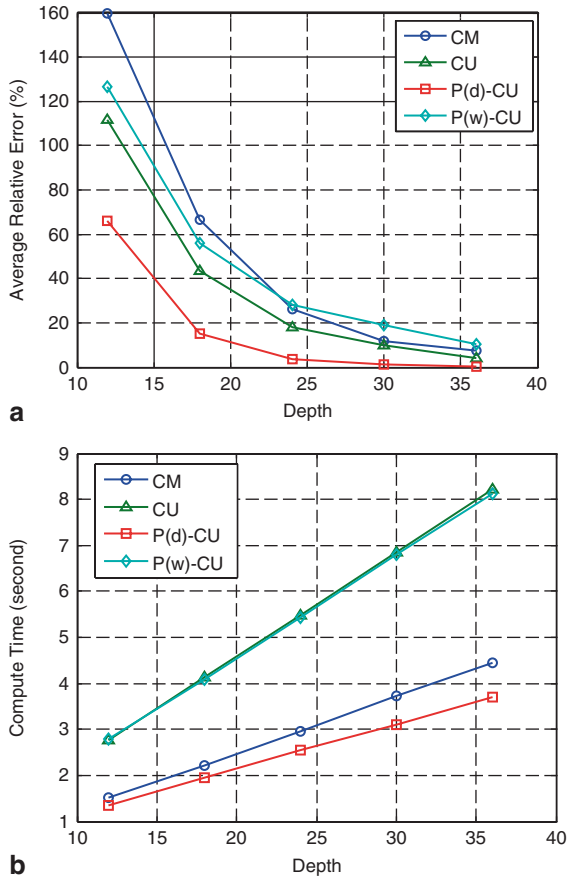 160
140
120
100
80
60
40
20
0
Average Relative Error (%)
CM
CU
P(d)-CU
P(w)-CU
10 15 20 25 30 35 40
Depth
a
9
8
7
6
5
4
3
2
1
Compute Time (second)
CM
CU
P(d)-CU
P(w)-CU
10 15 20 25 30 35 40
Depth
b